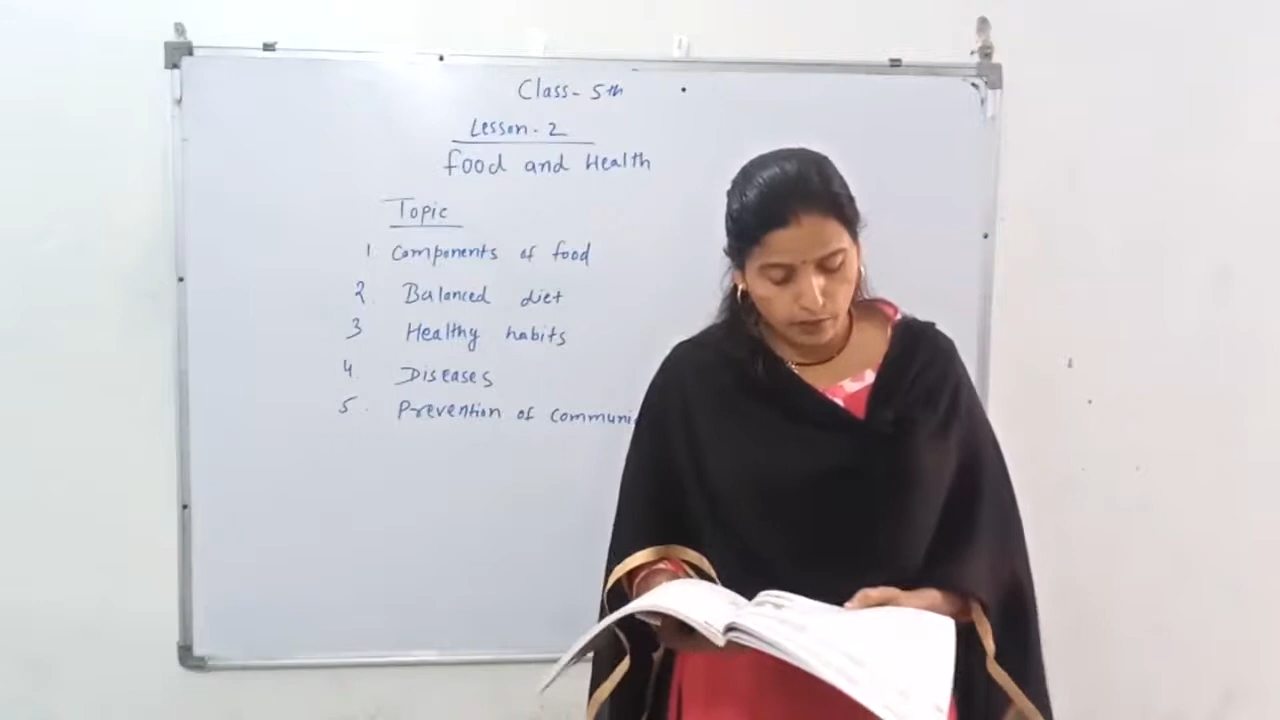 Class - 5th
Lesson - 2
Food and Health
Topic
1. Components of food
2. Balanced diet
3 Healthy habits
4. Diseases
5. Prevention of